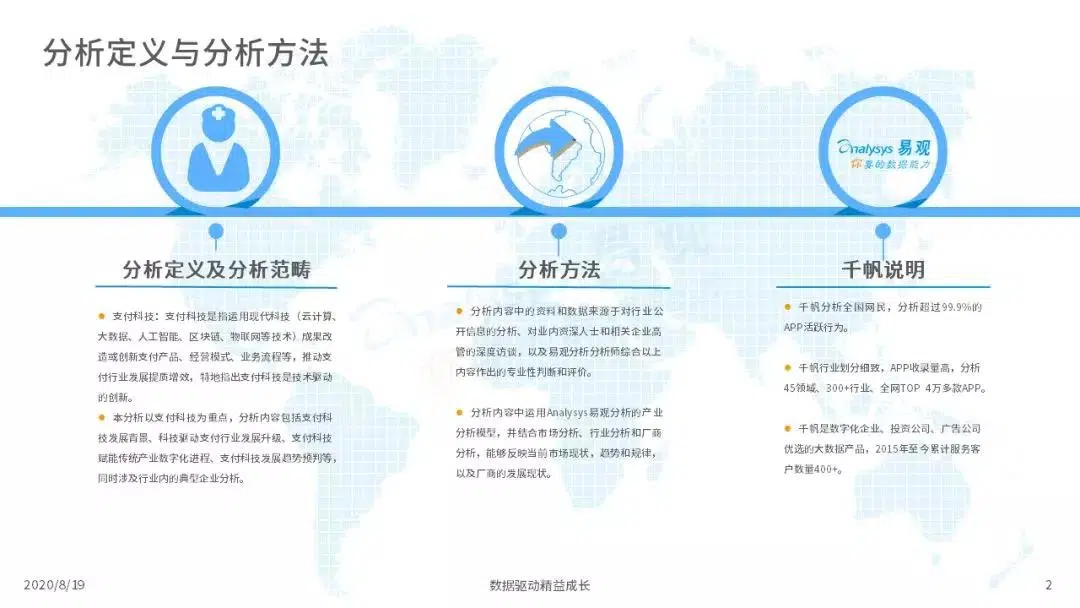 分析定义与分析方法
Analysys 易观
你要的数据能力
分析定义及分析范畴
● 支付科技：支付科技是指运用现代科技（云计算、
大数据、人工智能、区块链、物联网等技术）成果改
造或创新支付产品、经营模式、业务流程等，推动支
付行业发展提质增效，特地指出支付科技是技术驱动
的创新。
● 本分析以支付科技为重点，分析内容包括支付科
技发展背景、科技驱动支付行业发展升级、支付科技
赋能传统产业数字化进程、支付科技发展趋势预判等，
同时涉及行业内的典型企业分析。
分析方法
● 分析内容中的资料和数据来源于对行业公
开信息的分析、对业内资深人士和相关企业高
管的深度访谈，以及易观分析分析师综合以上
内容作出的专业性判断和评价。
● 分析内容中运用Analysys易观分析的产业
分析模型，并结合市场分析、行业分析和厂商
分析，能够反映当前市场现状，趋势和规律，
以及厂商的发展现状。
千帆说明
● 千帆分析全国网民，分析超过99.9%的
APP活跃行为。
● 千帆行业划分细致，APP收录量高，分析
45领域、300+行业、全网TOP 4万多款APP。
● 千帆是数字化企业、投资公司、广告公司
优选的大数据产品，2015年至今累计服务客
户数量400+。
2020/8/19
数据驱动精益成长
2